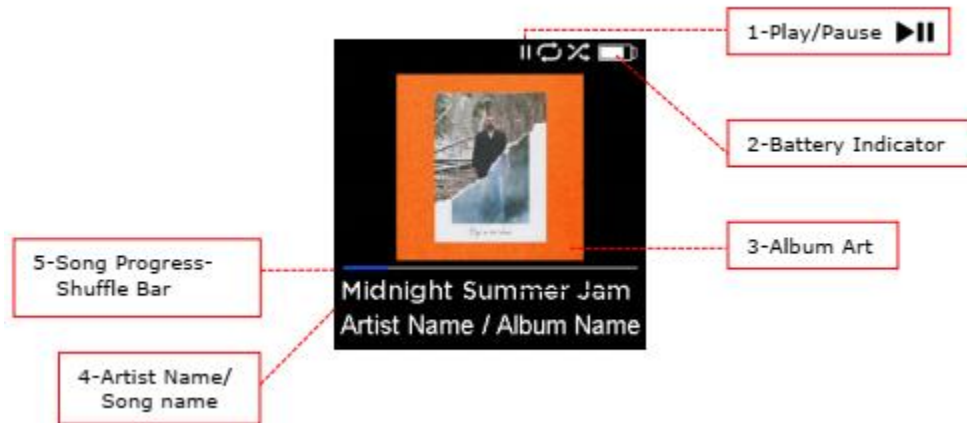 1-Play/Pause
2-Battery Indicator
3-Album Art
5-Song Progress-
Shuffle Bar
Midnight Summer Jam
Artist Name / Album Name
4-Artist Name/
Song name